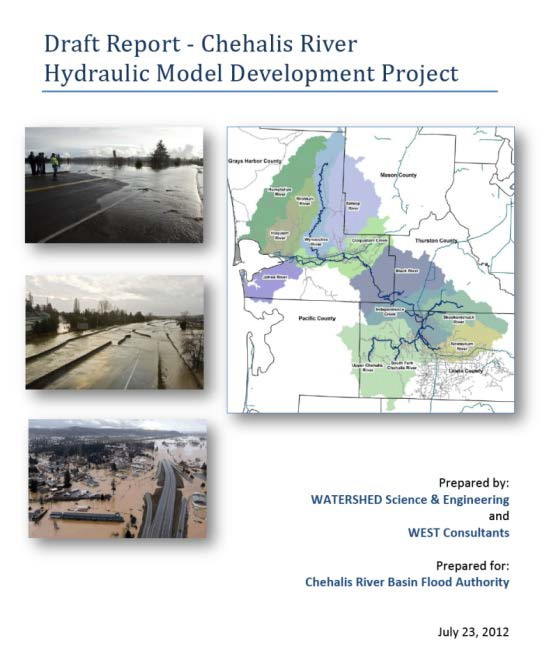 Draft Report - Chehalis River
Hydraulic Model Development Project
Grays Harbor County
Mason County
Humptulips River
Wishkah River
Satsop River
Hoquiam River
Wynoochee River
Cloquallum Creek
Thurston County
Johns River
Black River
Pacific County
Independence Creek
Skookumchuck River
Newaukum River
Lewis County
Upper Chehalis River
South Fork Chehalis River
Prepared by:
WATERSHED Science & Engineering
and
WEST Consultants
Prepared for:
Chehalis River Basin Flood Authority
July 23, 2012